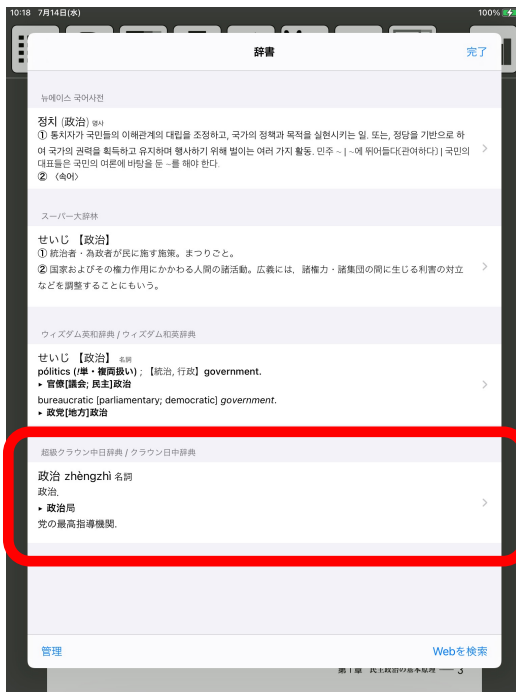 10:18 7月14日(水)
100%
辞書
完了
뉴에이스 국어사전
정치 (政治) 명사
① 통치자가 국민들의 이해관계의 대립을 조정하고, 국가의 정책과 목적을 실현시키는 일. 또는, 정당을 기반으로 하
여 국가의 권력을 획득하고 유지하며 행사하기 위해 벌이는 여러 가지 활동. 민주 ~ | ~에 뛰어들다(관여하다) | 국민의
대표들은 국민의 여론에 바탕을 둔 ~를 해야 한다.
② 〈속어〉
スーパー大辞林
せいじ 【政治】
① 統治者・為政者が民に施す施策。まつりごと。
② 国家およびその権力作用にかかわる人間の諸活動。広義には，諸権力・諸集団の間に生じる利害の対立
などを調整することにもいう。
ウィズダム英和辞典 / ウィズダム和英辞典
せいじ 【政治】 名詞
pólitics (!単・複両扱い) ; 【統治, 行政】government.
▸ 官僚[議会; 民主]政治
bureaucratic [parliamentary; democratic] government.
▸ 政党[地方]政治
超級クラウン中日辞典 / クラウン日中辞典
政治 zhèngzhì 名詞
政治.
▸ 政治局
党の最高指導機関.
管理
Webを検索
第1章 民主政治の基本原理 — 3